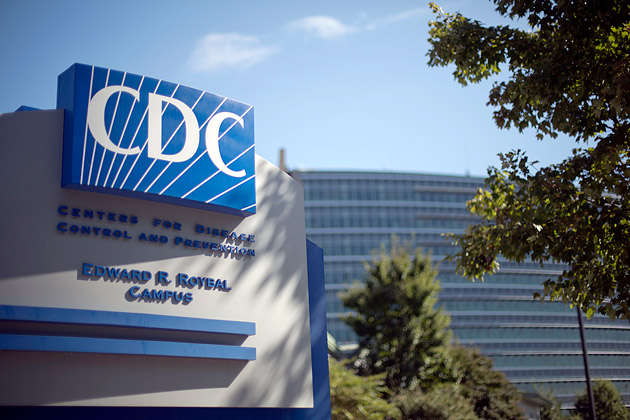 CDC
Centers for Disease
Control and Prevention
Edward R. Roybal
Campus